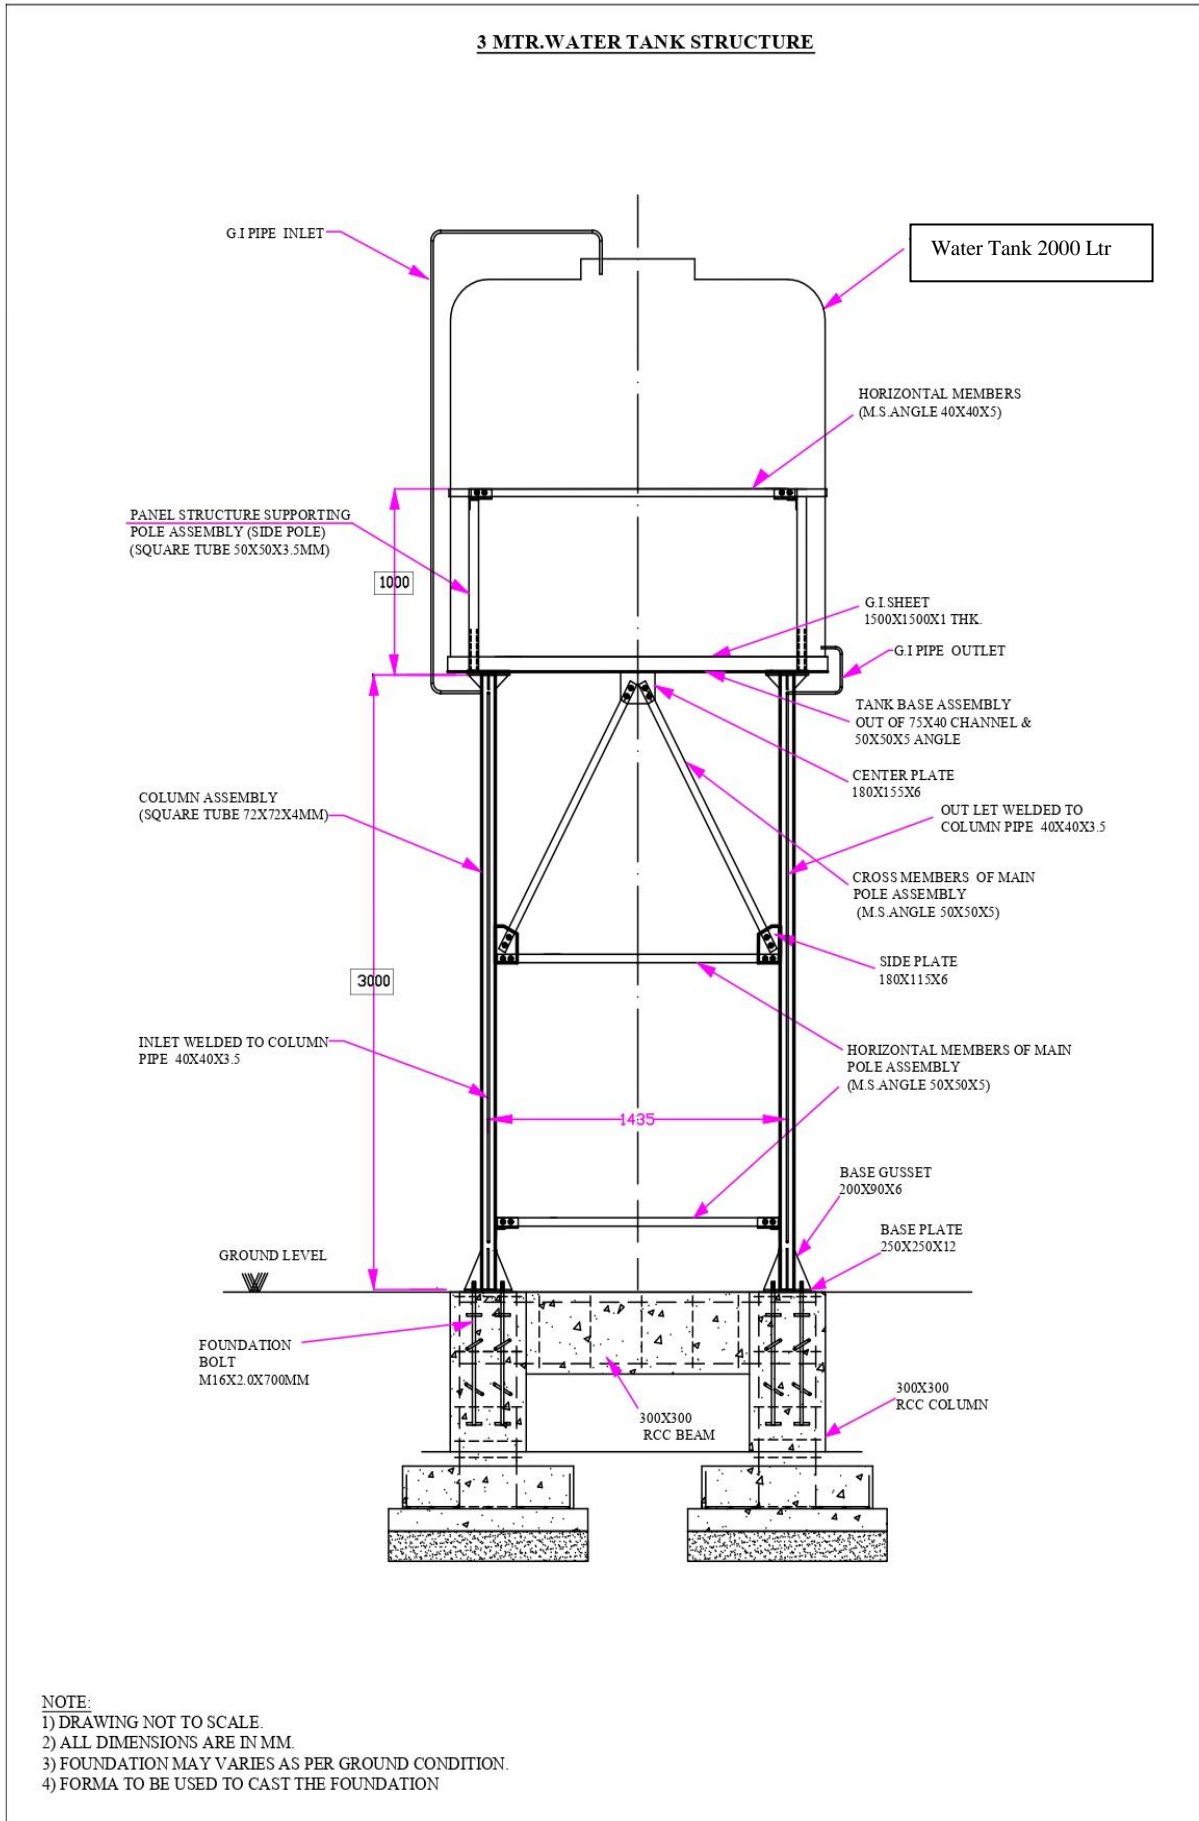 3 MTR.WATER TANK STRUCTURE
G.I PIPE INLET
Water Tank 2000 Ltr
HORIZONTAL MEMBERS
(M.S.ANGLE 40X40X5)
PANEL STRUCTURE SUPPORTING
POLE ASSEMBLY (SIDE POLE)
(SQUARE TUBE 50X50X3.5MM)
1000
G.I.SHEET
1500X1500X1 THK.
G.I PIPE OUTLET
TANK BASE ASSEMBLY
OUT OF 75X40 CHANNEL &
50X50X5 ANGLE
CENTER PLATE
180X155X6
COLUMN ASSEMBLY
(SQUARE TUBE 72X72X4MM)
OUT LET WELDED TO
COLUMN PIPE 40X40X3.5
CROSS MEMBERS OF MAIN
POLE ASSEMBLY
(M.S.ANGLE 50X50X5)
SIDE PLATE
180X115X6
3000
INLET WELDED TO COLUMN
PIPE 40X40X3.5
HORIZONTAL MEMBERS OF MAIN
POLE ASSEMBLY
(M.S.ANGLE 50X50X5)
1435
BASE GUSSET
200X90X6
BASE PLATE
250X250X12
GROUND LEVEL
FOUNDATION
BOLT
M16X2.0X700MM
300X300
RCC BEAM
300X300
RCC COLUMN
NOTE:
1) DRAWING NOT TO SCALE.
2) ALL DIMENSIONS ARE IN MM.
3) FOUNDATION MAY VARIES AS PER GROUND CONDITION.
4) FORMA TO BE USED TO CAST THE FOUNDATION